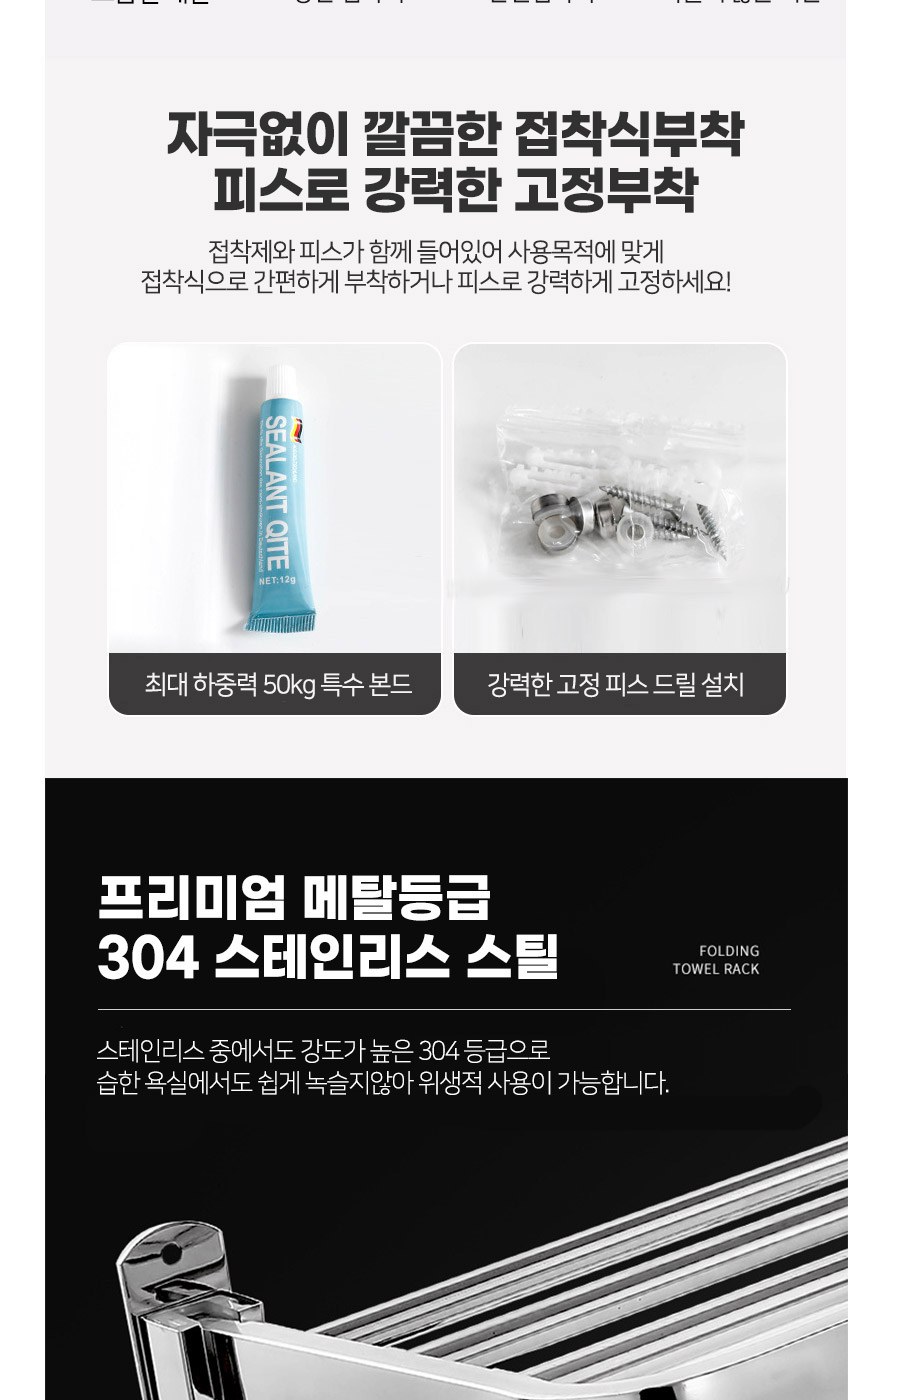 자극없이 깔끔한 접착식부착
피스로 강력한 고정부착
접착제와 피스가 함께 들어있어 사용목적에 맞게
접착식으로 간편하게 부착하거나 피스로 강력하게 고정하세요!
SEALANT QITE
NET:12g
최대 하중력 50kg 특수 본드
강력한 고정 피스 드릴 설치
프리미엄 메탈등급
304 스테인리스 스틸
FOLDING
TOWEL RACK
스테인리스 중에서도 강도가 높은 304 등급으로
습한 욕실에서도 쉽게 녹슬지않아 위생적 사용이 가능합니다.